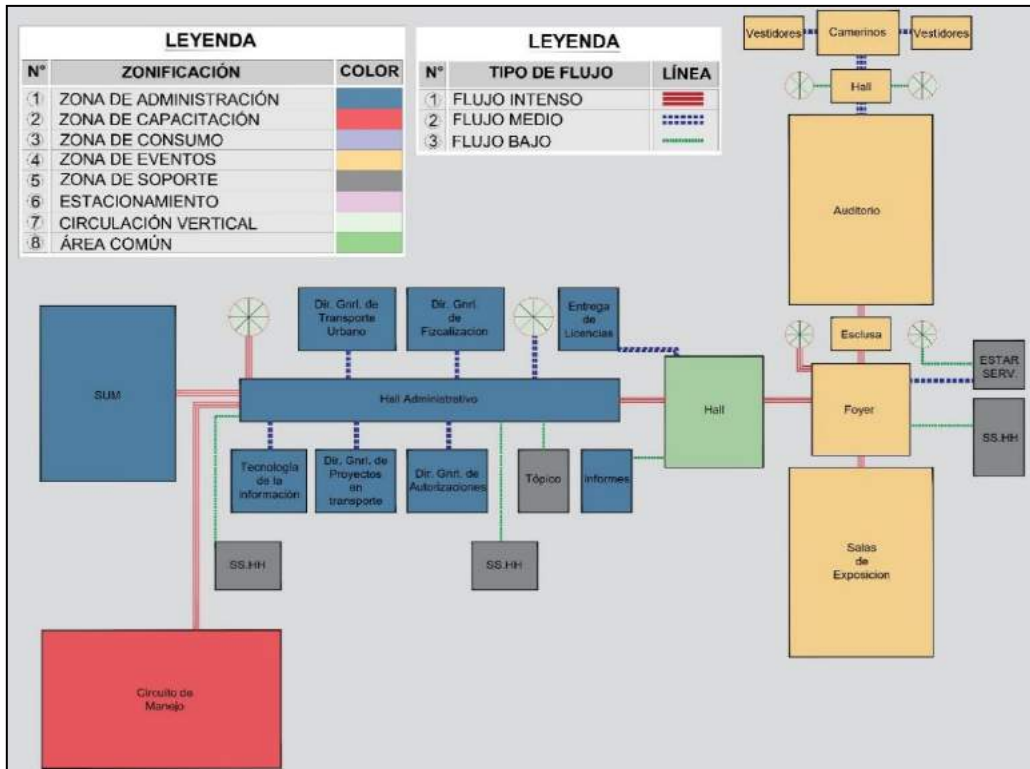 LEYENDA
N° ZONIFICACIÓN COLOR
1 ZONA DE ADMINISTRACIÓN
2 ZONA DE CAPACITACIÓN
3 ZONA DE CONSUMO
4 ZONA DE EVENTOS
5 ZONA DE SOPORTE
6 ESTACIONAMIENTO
7 CIRCULACIÓN VERTICAL
8 ÁREA COMÚN
LEYENDA
N° TIPO DE FLUJO LÍNEA
1 FLUJO INTENSO
2 FLUJO MEDIO
3 FLUJO BAJO
Vestidores
Camerinos
Vestidores
Hall
Auditorio
Esclusa
ESTAR
SERV.
Foyer
SS.HH
Salas
de
Exposicion
Dir. Gnrl. de
Transporte
Urbano
Dir. Gnrl.
de
Fizcalizacion
Entrega
de
Licencias
SUM
Hall Administrativo
Hall
Tecnología
de la
información
Dir. Gnrl. de
Proyectos
en
transporte
Dir. Gnrl. de
Autorizaciones
Tópico
Informes
SS.HH
SS.HH
Circuito de
Manejo